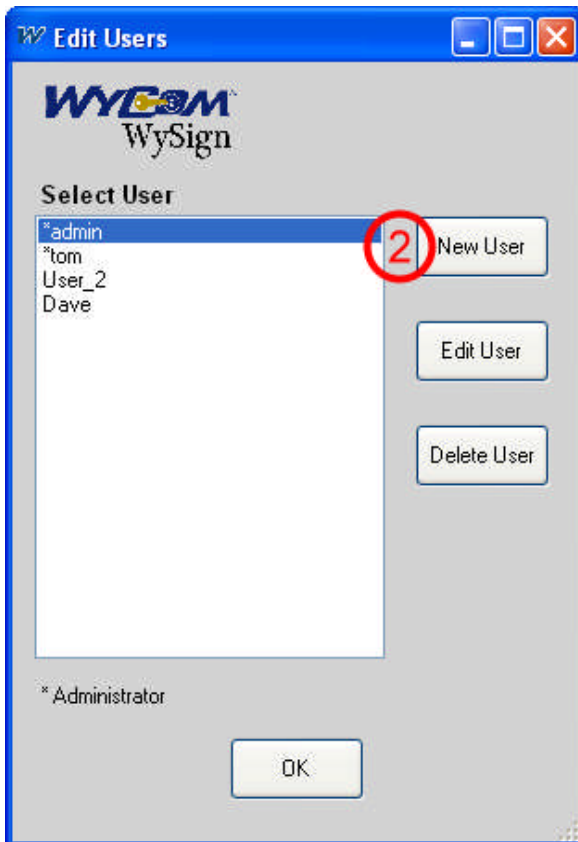 W Edit Users
WYCOM
WySign
Select User
*admin
*tom
User_2
Dave
2
New User
Edit User
Delete User
* Administrator
OK